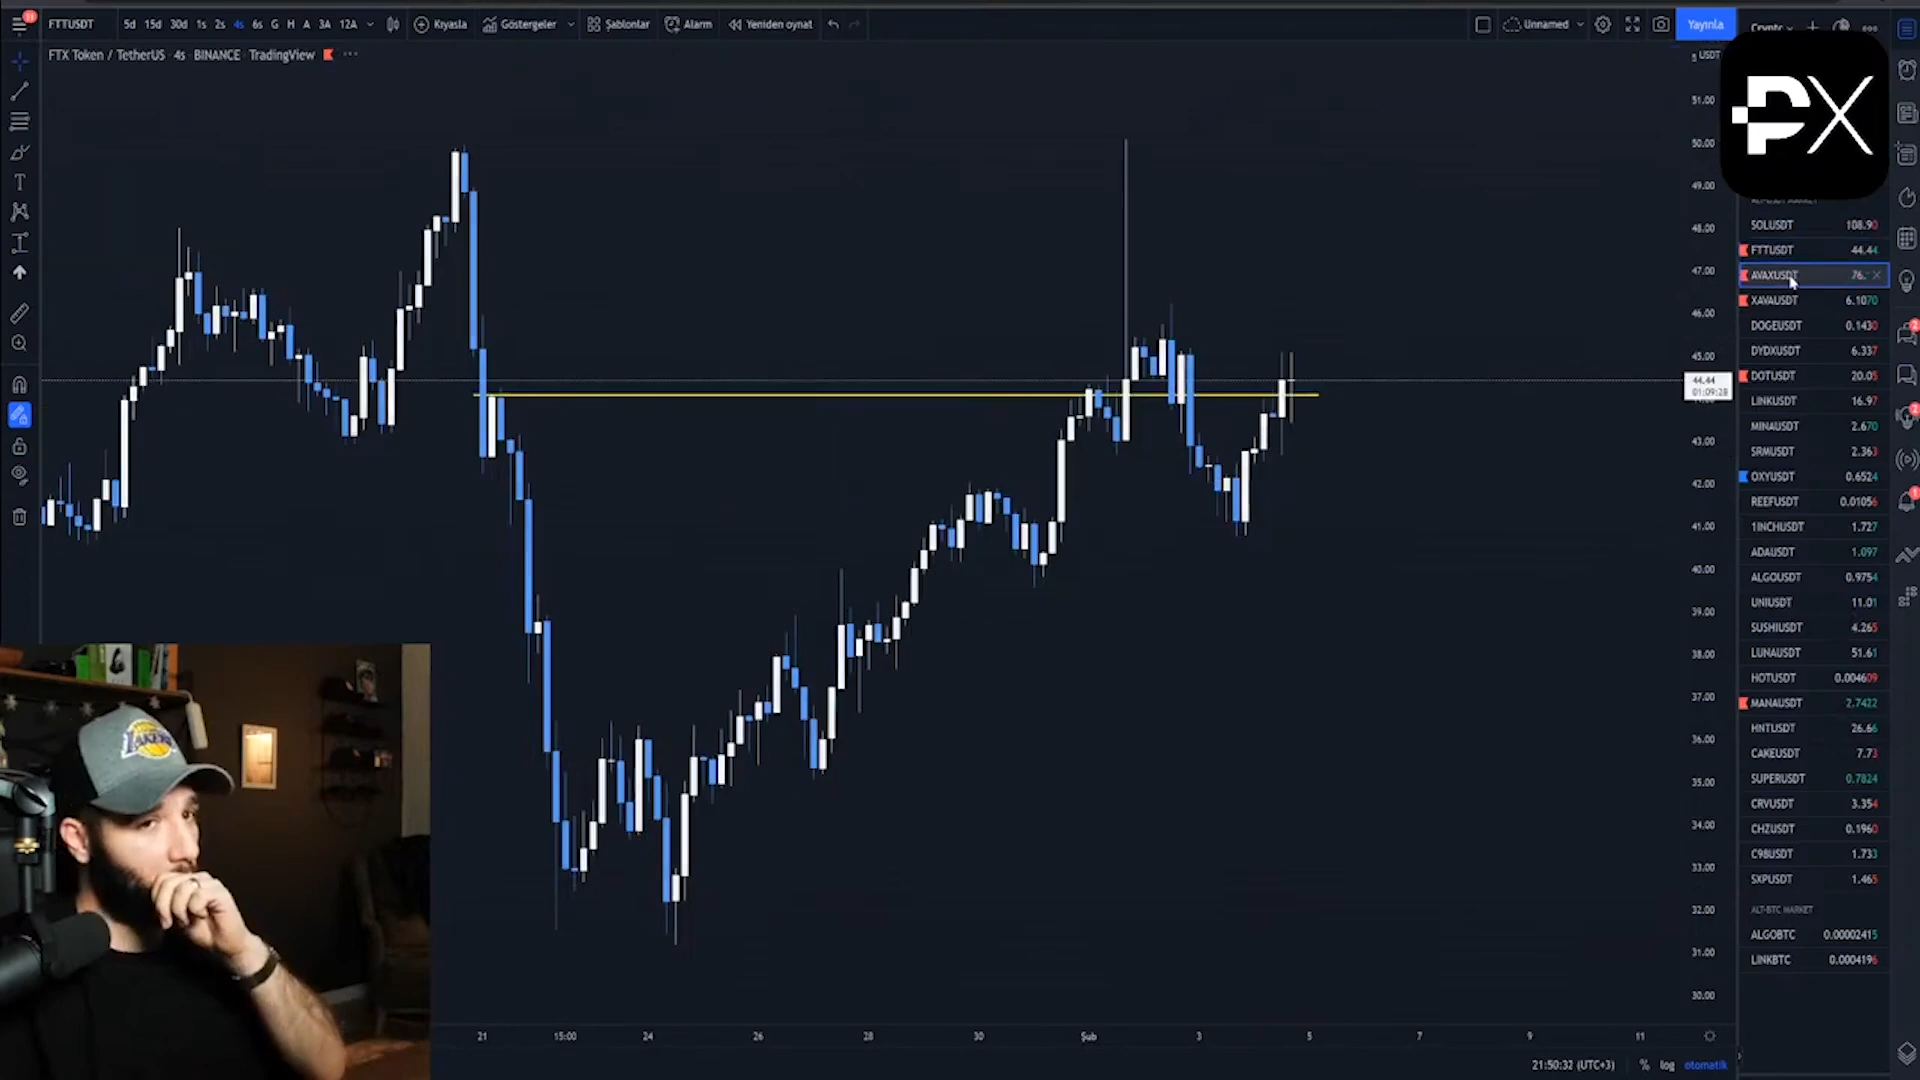 11
FTTUSDT 5d 15d 30d 1s 2s 4s 6s G H A 3A 12A Kıyasla Göstergeler Şablonlar Alarm Yeniden oynat Unnamed Yayınla Crypto
FTX Token / TetherUS 4s BINANCE TradingView
USDT
PX
51.00
50.00
49.00
48.00
47.00
46.00
45.00
44.44
01:09:28
43.00
42.00
41.00
40.00
39.00
38.00
37.00
36.00
35.00
34.00
33.00
32.00
31.00
30.00
SOLUSDT 108.90
FTTUSDT 44.44
AVAXUSDT 76.
XAVAUSDT 6.1070
DOGEUSDT 0.1430
DYDXUSDT 6.337
DOTUSDT 20.05
LINKUSDT 16.97
MINAUSDT 2.670
SRMUSDT 2.363
OXYUSDT 0.6524
REEFUSDT 0.01056
1INCHUSDT 1.727
ADAUSDT 1.097
ALGOUSDT 0.9754
UNIUSDT 11.01
SUSHIUSDT 4.265
LUNAUSDT 51.61
HOTUSDT 0.004609
MANAUSDT 2.7422
HNTUSDT 26.66
CAKEUSDT 7.73
SUPERUSDT 0.7824
CRVUSDT 3.354
CHZUSDT 0.1960
C98USDT 1.733
SXPUSDT 1.465
ALT-BTC MARKET
ALGOBTC 0.00002415
LINKBTC 0.0004196
LAKERS
21 15:00 24 26 28 30 Şub 3 5 7 9 11
21:50:32 (UTC+3) % log otomatik